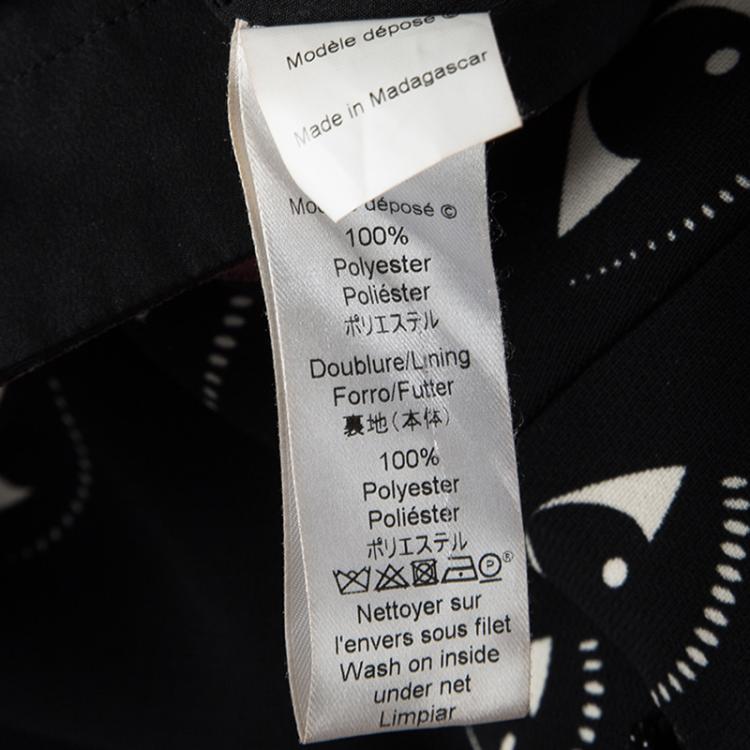 Modèle déposé ©
Made in Madagascar
déposé ©
100%
Polyester
Poliéster
ポリエステル
Doublure/Lining
Forro/Futter
裏地(本体)
100%
Polyester
Poliéster
ポリエステル
P ®
Nettoyer sur
l'envers sous filet
Wash on inside
under net
Limpiar